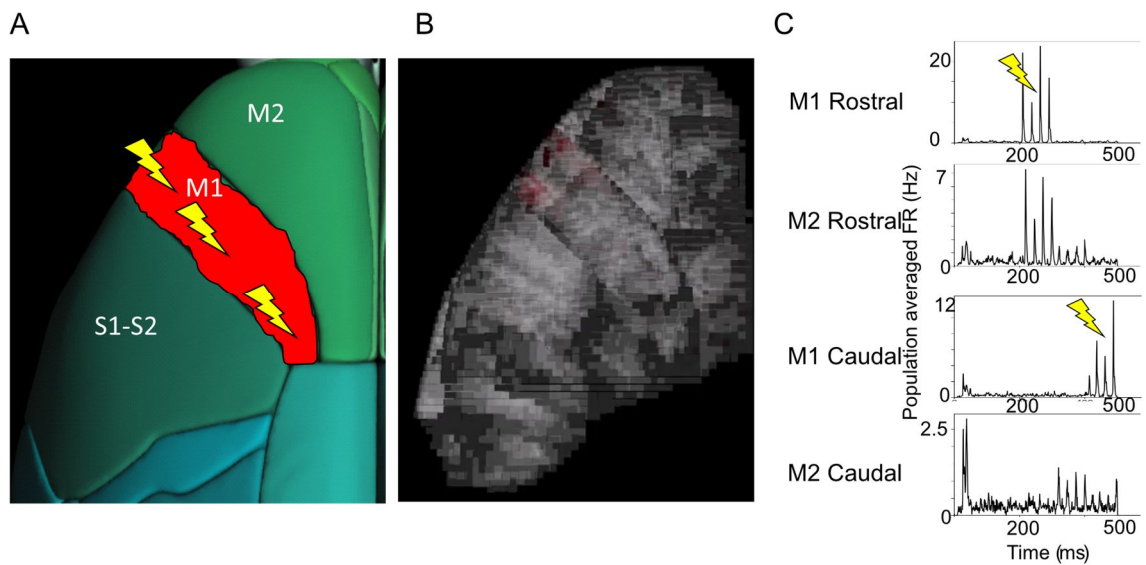 A
B
C
M2
M1
S1-S2
Population averaged FR (Hz)
M1 Rostral
20
0
200
500
M2 Rostral
7
0
200
500
M1 Caudal
12
0
200
500
M2 Caudal
2.5
0
200
500
Time (ms)